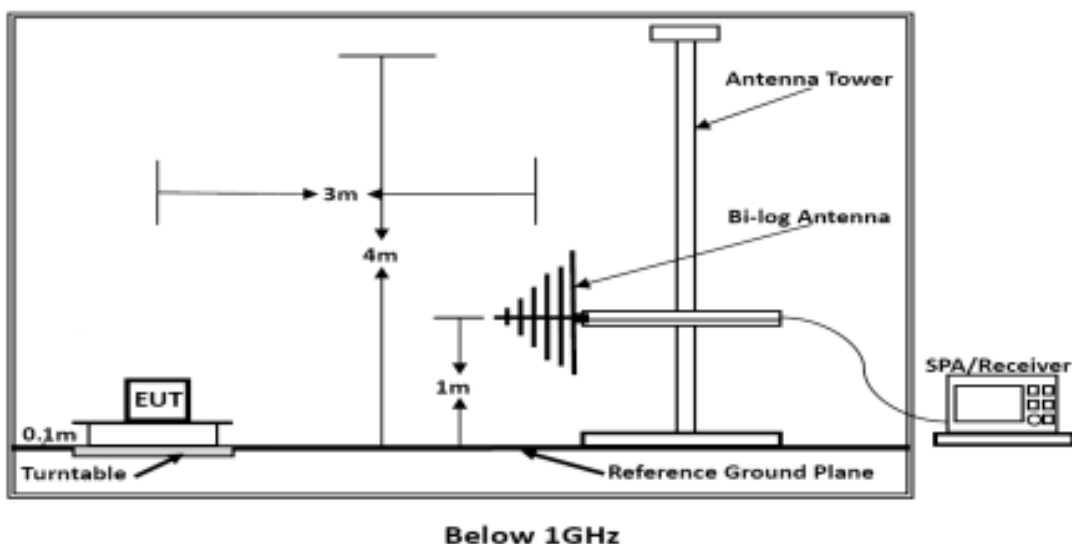 Antenna Tower
3m
Bi-log Antenna
4m
1m
SPA/Receiver
EUT
0.1m
Turntable
Reference Ground Plane
Below 1GHz